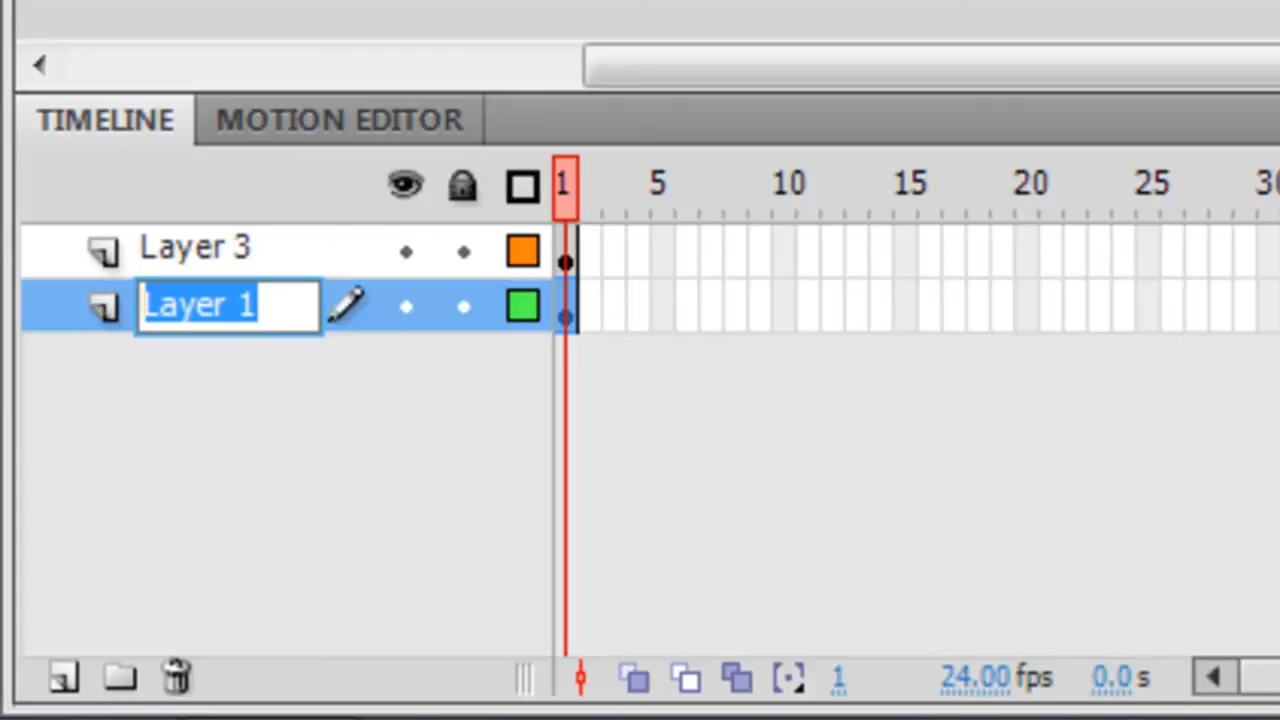 TIMELINE MOTION EDITOR
1 5 10 15 20 25 30
Layer 3
Layer 1
1 24.00 fps 0.0 s